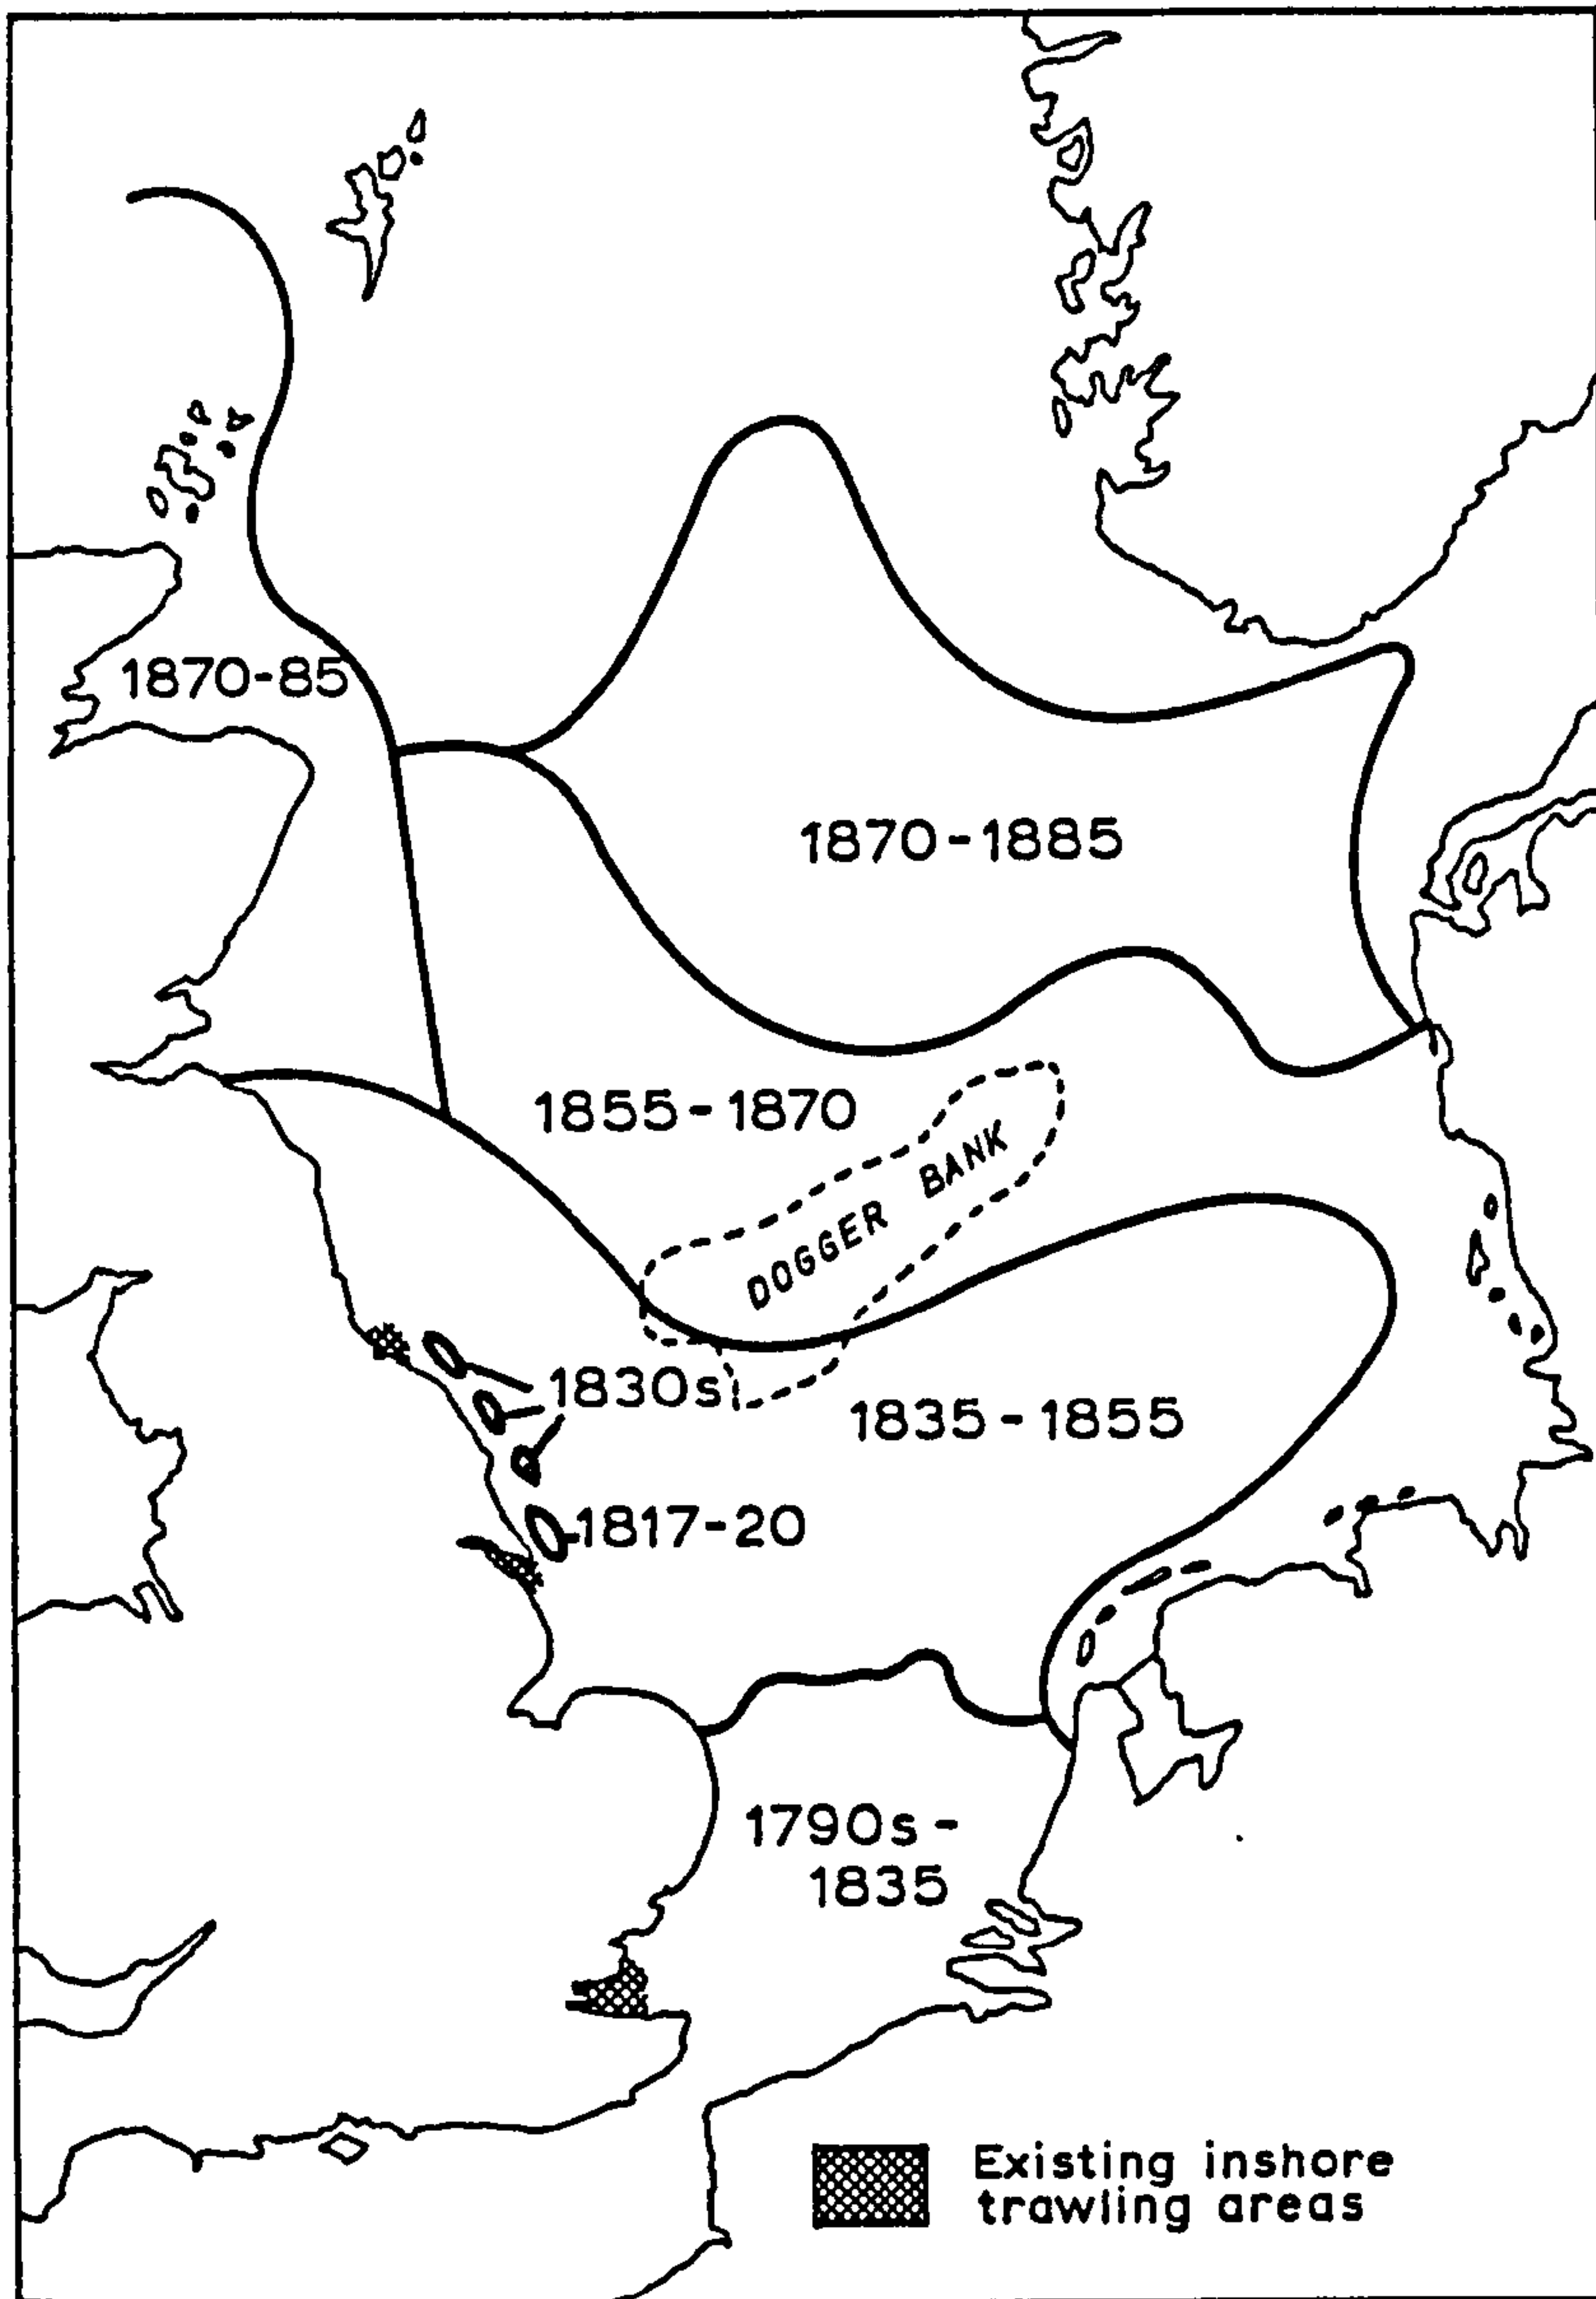 1870-85
1870-1885
1855-1870
DOGGER BANK
1830s
1835-1855
1817-20
1790s-
1835
Existing inshore
trawling areas